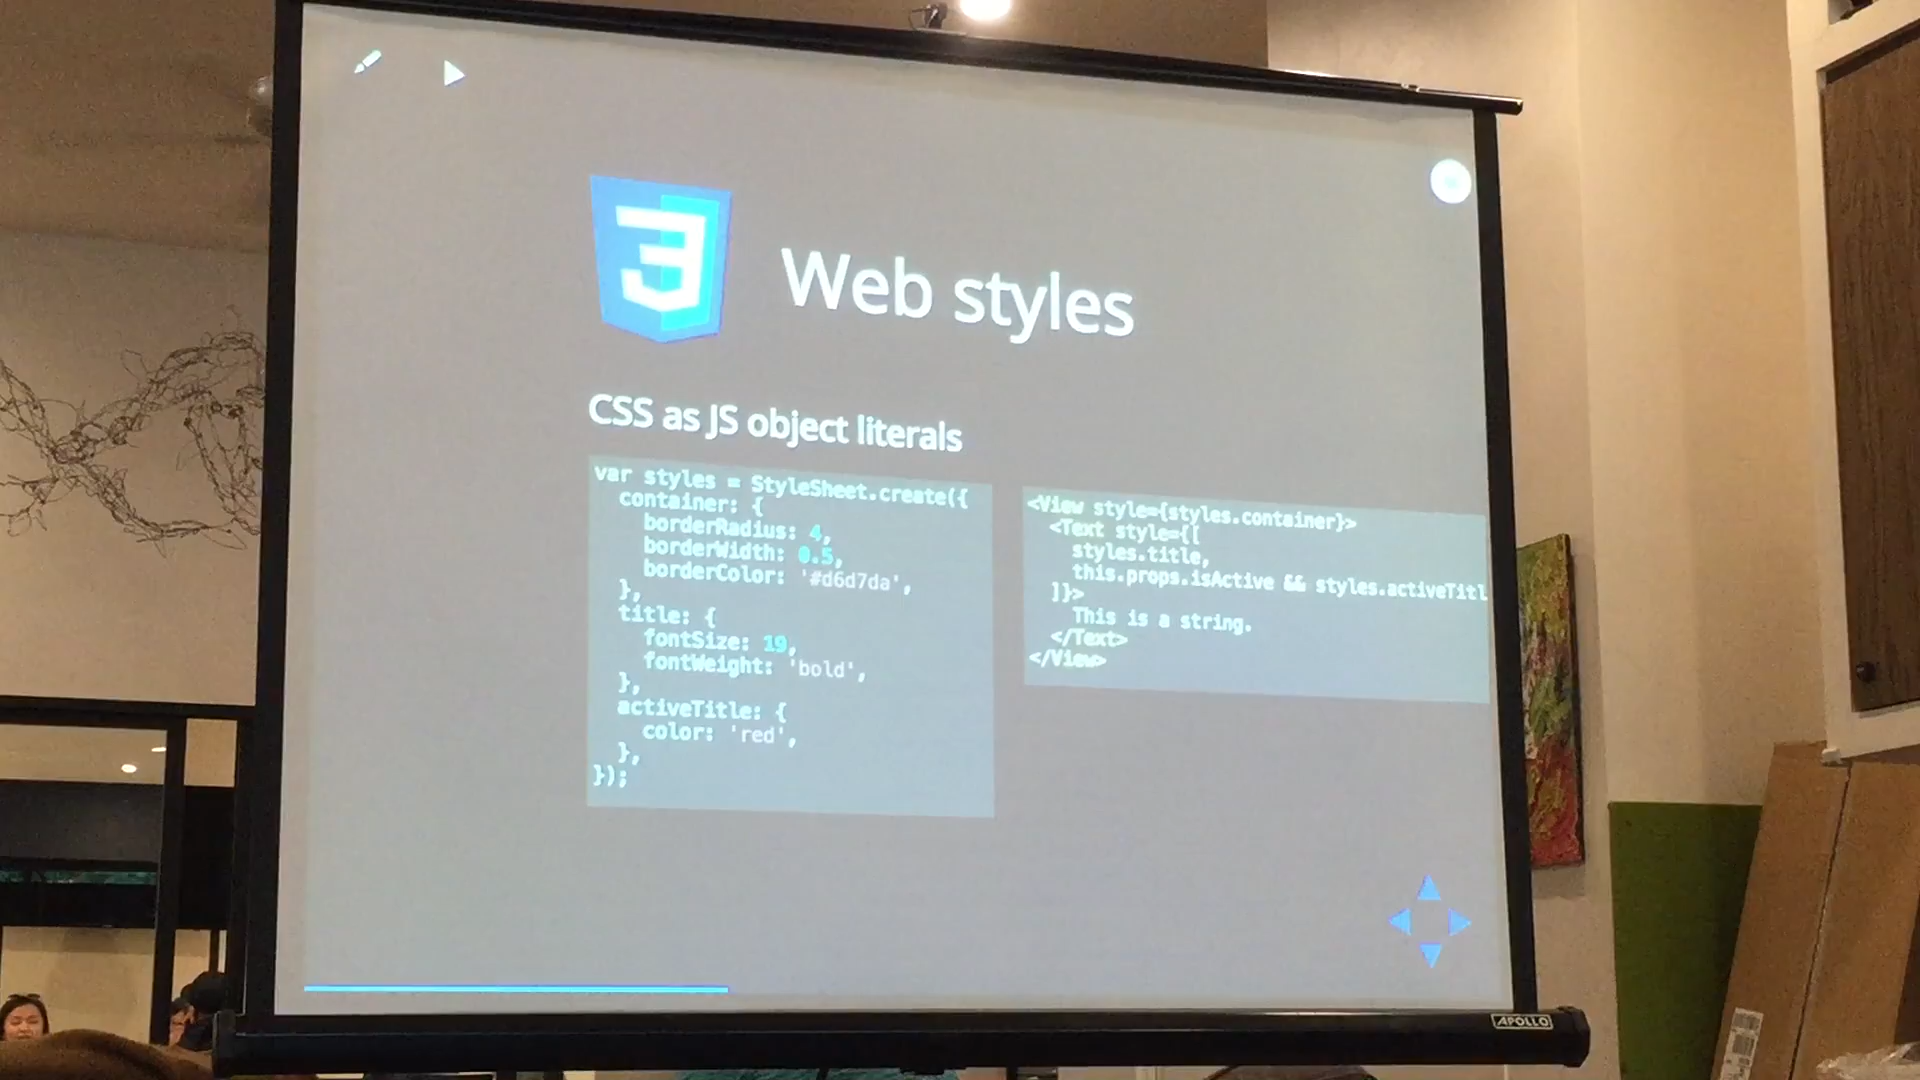 3
Web styles
CSS as JS object literals
var styles = StyleSheet.create({
container: {
borderRadius: 4,
borderWidth: 0.5,
borderColor: '#d6d7da',
},
title: {
fontSize: 19,
fontWeight: 'bold',
},
activeTitle: {
color: 'red',
},
});
<View style={styles.container}>
<Text style={[
styles.title,
this.props.isActive && styles.activeTitl
]}>
This is a string.
</Text>
</View>
APOLLO